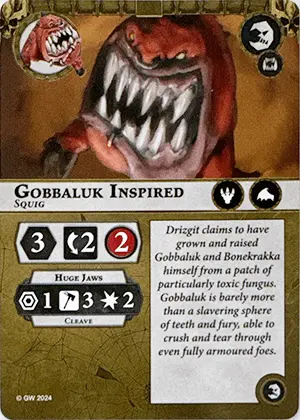 GOBBALUK INSPIRED
SQUIG
3 2 2
HUGE JAWS
1 3 2
CLEAVE
Drizgit claims to have
grown and raised
Gobbaluk and Bonekrakka
himself from a patch of
particularly toxic fungus.
Gobbaluk is barely more
than a slavering sphere
of teeth and fury, able to
crush and tear through
even fully armoured foes.
© GW 2024